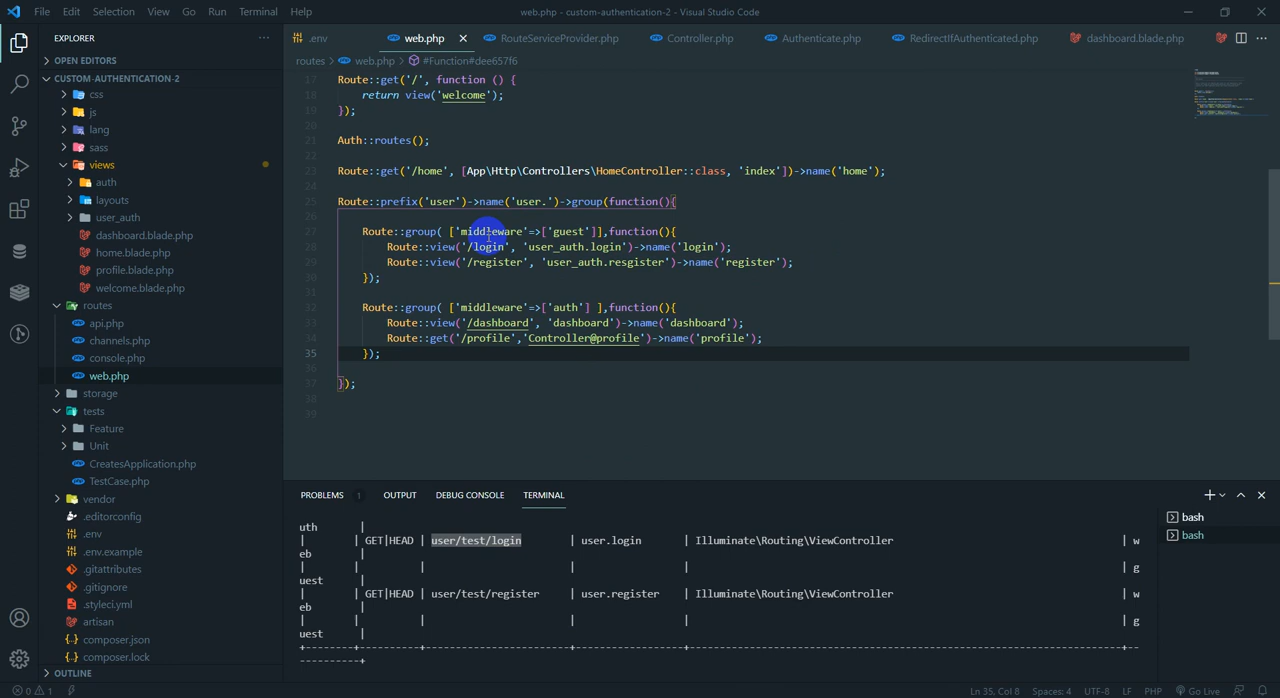 File Edit Selection View Go Run Terminal Help
web.php - custom-authentication-2 - Visual Studio Code
EXPLORER
.env
web.php
RouteServiceProvider.php
Controller.php
Authenticate.php
RedirectIfAuthenticated.php
dashboard.blade.php
routes > web.php > #Function#dee657f6
OPEN EDITORS
CUSTOM-AUTHENTICATION-2
css
js
lang
sass
views
auth
layouts
user_auth
dashboard.blade.php
home.blade.php
profile.blade.php
welcome.blade.php
routes
api.php
channels.php
console.php
web.php
storage
tests
Feature
Unit
CreatesApplication.php
TestCase.php
vendor
.editorconfig
.env
.env.example
.gitattributes
.gitignore
.styleci.yml
artisan
composer.json
composer.lock
OUTLINE
17 Route::get('/', function () {
18 return view('welcome');
19 });
20
21 Auth::routes();
22
23 Route::get('/home', [App\Http\Controllers\HomeController::class, 'index'])->name('home');
24
25 Route::prefix('user')->name('user.')->group(function(){
26
27 Route::group( ['middleware'=>['guest']],function(){
28 Route::view('/login', 'user_auth.login')->name('login');
29 Route::view('/register', 'user_auth.resgister')->name('register');
30 });
31
32 Route::group( ['middleware'=>['auth'] ],function(){
33 Route::view('/dashboard', 'dashboard')->name('dashboard');
34 Route::get('/profile','Controller@profile')->name('profile');
35 });
36
37 });
38
39
PROBLEMS 1 OUTPUT DEBUG CONSOLE TERMINAL
uth |
| | GET|HEAD | user/test/login | user.login | Illuminate\Routing\ViewController | w
eb |
| | | | | | g
uest |
| | GET|HEAD | user/test/register | user.register | Illuminate\Routing\ViewController | w
eb |
| | | | | | g
uest |
bash
bash
0 1
Ln 35, Col 8 Spaces: 4 UTF-8 LF PHP Go Live